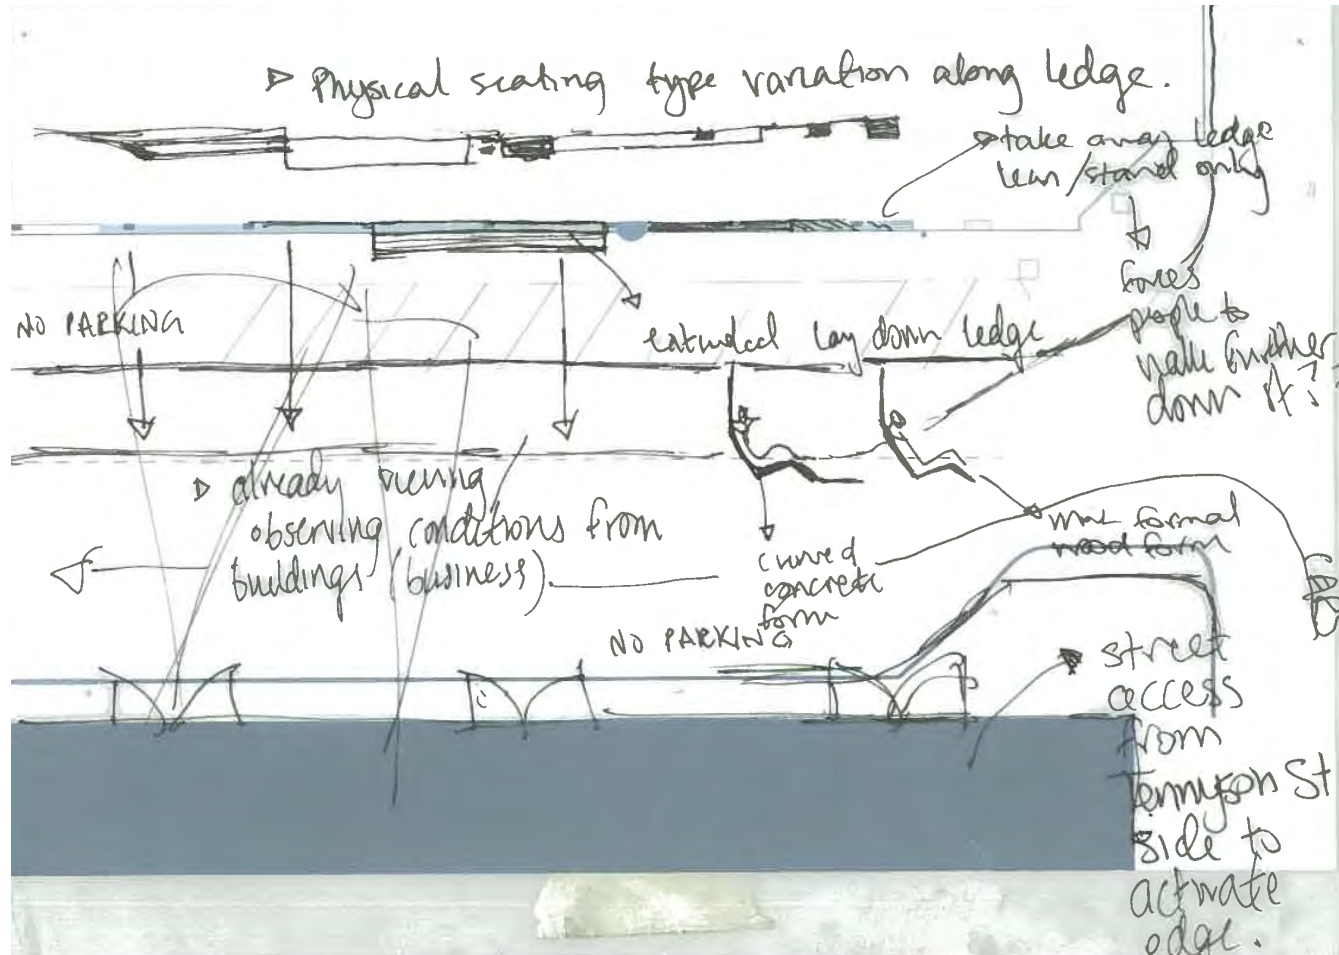 Physical seating type variation along ledge.
take away ledge
lean/stand only
forces
people to
walk further
down st?
NO PARKING
extended lay down ledge
already viewing
observing conditions from
buildings (business).
curved
concrete
form
more formal
wood form
NO PARKING
street
access
from
Tennyson St
side to
activate
edge.